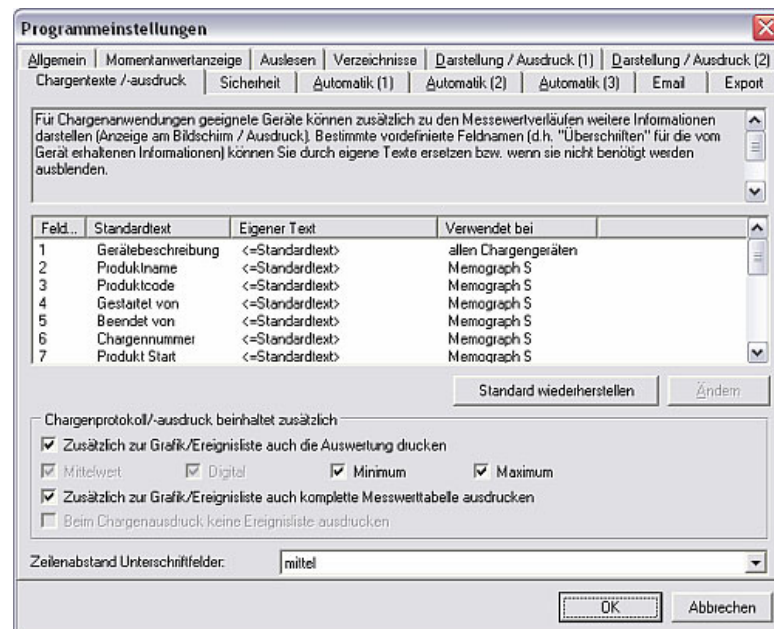 Programmeinstellungen
Allgemein | Momentanwertanzeige | Auslesen | Verzeichnisse | Darstellung / Ausdruck (1) | Darstellung / Ausdruck (2)
Chargentexte /-ausdruck | Sicherheit | Automatik (1) | Automatik (2) | Automatik (3) | Email | Export
Für Chargenanwendungen geeignete Geräte können zusätzlich zu den Messewertverläufen weitere Informationen
darstellen (Anzeige am Bildschirm / Ausdruck). Bestimmte vordefinierte Feldnamen (d.h. "Überschriften" für die vom
Gerät erhaltenen Informationen) können Sie durch eigene Texte ersetzen bzw. wenn sie nicht benötigt werden
ausblenden.
Feld... Standardtext Eigener Text Verwendet bei
1 Gerätebeschreibung <=Standardtext> allen Chargengeräten
2 Produktname <=Standardtext> Memograph S
3 Produktcode <=Standardtext> Memograph S
4 Gestartet von <=Standardtext> Memograph S
5 Beendet von <=Standardtext> Memograph S
6 Chargennummer <=Standardtext> Memograph S
7 Produkt Start <=Standardtext> Memograph S
Standard wiederherstellen Ändern
Chargenprotokoll/-ausdruck beinhaltet zusätzlich
Zusätzlich zur Grafik/Ereignisliste auch die Auswertung drucken
Mittelwert Digital Minimum Maximum
Zusätzlich zur Grafik/Ereignisliste auch komplette Messwerttabelle ausdrucken
Beim Chargenausdruck keine Ereignisliste ausdrucken
Zeilenabstand Unterschriftfelder: mittel
OK Abbrechen